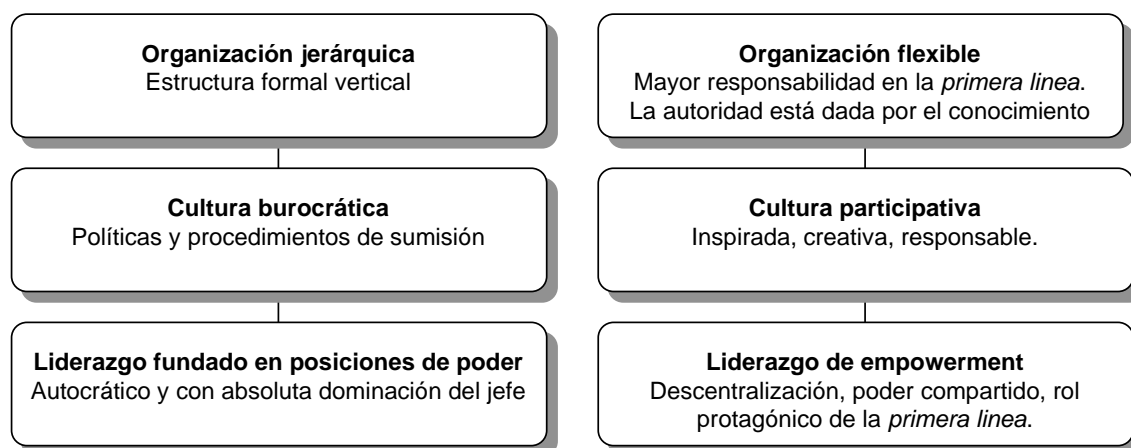 Organización jerárquica
Estructura formal vertical
Cultura burocrática
Políticas y procedimientos de sumisión
Liderazgo fundado en posiciones de poder
Autocrático y con absoluta dominación del jefe
Organización flexible
Mayor responsabilidad en la primera linea.
La autoridad está dada por el conocimiento
Cultura participativa
Inspirada, creativa, responsable.
Liderazgo de empowerment
Descentralización, poder compartido, rol
protagónico de la primera linea.